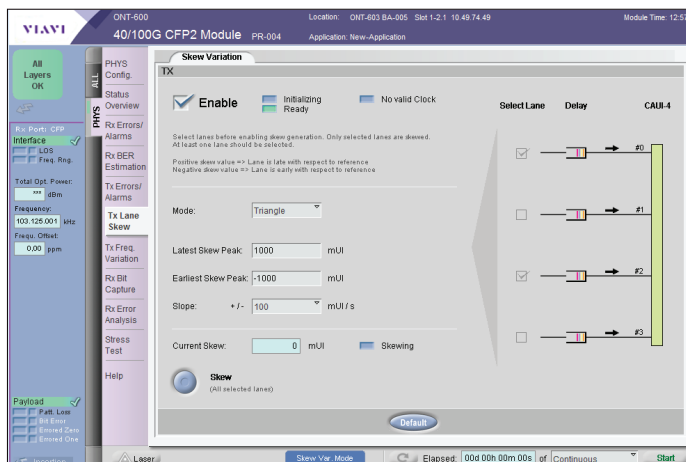 VIAVI
ONT-600
40/100G CFP2 Module PR-004
Location: ONT-603 BA-005 Slot 1-2.1 10.49.74.49
Application: New-Application
Module Time: 12:57
All Layers OK
Rx Port: CFP
Interface
LOS
Freq. Rng.
Total Opt. Power:
*** dBm
Frequency:
103.125.001 kHz
Frequ. Offset:
0,00 ppm
Payload
Patt. Loss
Bit Error
Errored Zero
Errored One
Insertion
ALL
PHYS
PHYS Config.
Status Overview
Rx Errors/ Alarms
Rx BER Estimation
Tx Errors/ Alarms
Tx Lane Skew
Tx Freq. Variation
Rx Bit Capture
Rx Error Analysis
Stress Test
Help
Skew Variation
TX
Enable
Initializing
Ready
No valid Clock
Select lanes before enabling skew generation. Only selected lanes are skewed.
At least one lane should be selected.
Positive skew value => Lane is late with respect to reference
Negative skew value => Lane is early with respect to reference
Mode: Triangle
Latest Skew Peak: 1000 mUI
Earliest Skew Peak: -1000 mUI
Slope: +/- 100 mUI / s
Current Skew: 0 mUI Skewing
Skew
(All selected lanes)
Select Lane Delay CAUI-4
#0
#1
#2
#3
Default
Laser
Skew Var. Mode
Elapsed: 00d 00h 00m 00s of Continuous
Start